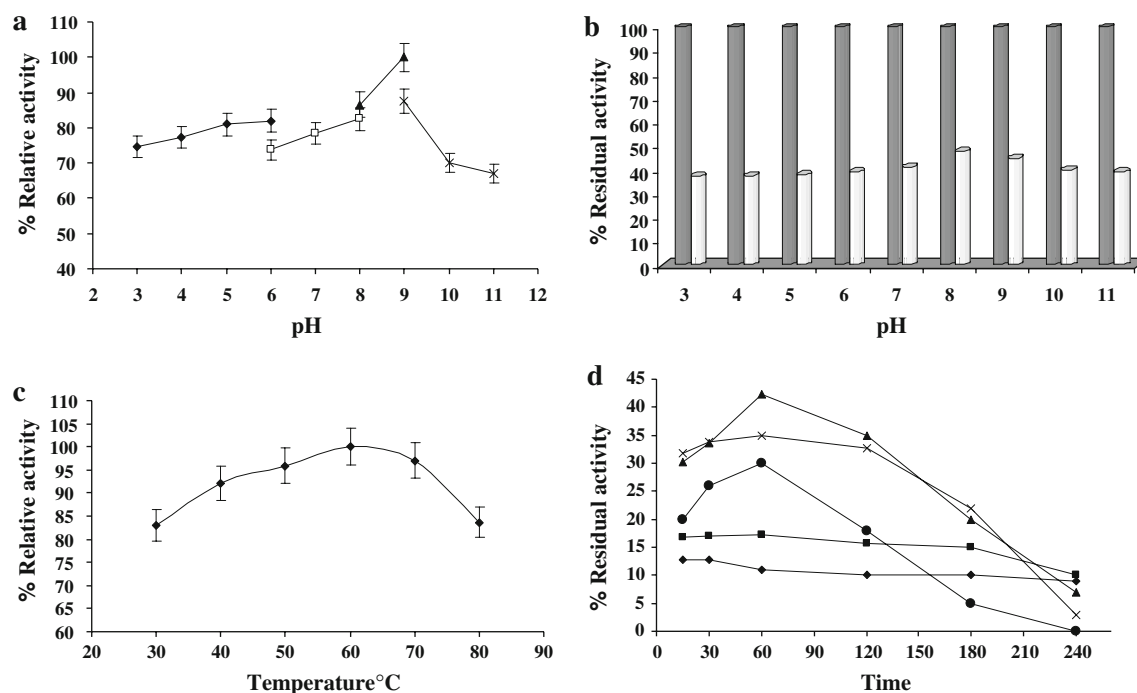 a
% Relative activity
110
100
90
80
70
60
50
40
2 3 4 5 6 7 8 9 10 11 12
pH
b
% Residual activity
100
90
80
70
60
50
40
30
20
10
0
3 4 5 6 7 8 9 10 11
pH
c
% Relative activity
110
105
100
95
90
85
80
75
70
65
60
20 30 40 50 60 70 80 90
Temperature°C
d
% Residual activity
45
40
35
30
25
20
15
10
5
0
0 30 60 90 120 150 180 210 240
Time